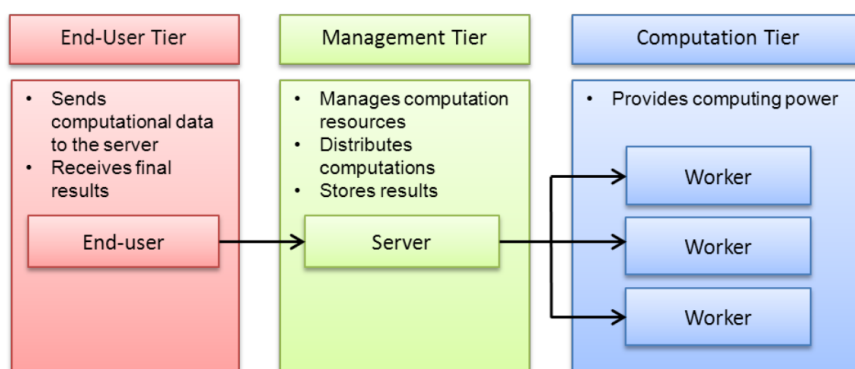 End-User Tier
Management Tier
Computation Tier
• Sends
computational data
to the server
• Receives final
results
End-user
• Manages computation
resources
• Distributes
computations
• Stores results
Server
• Provides computing power
Worker
Worker
Worker